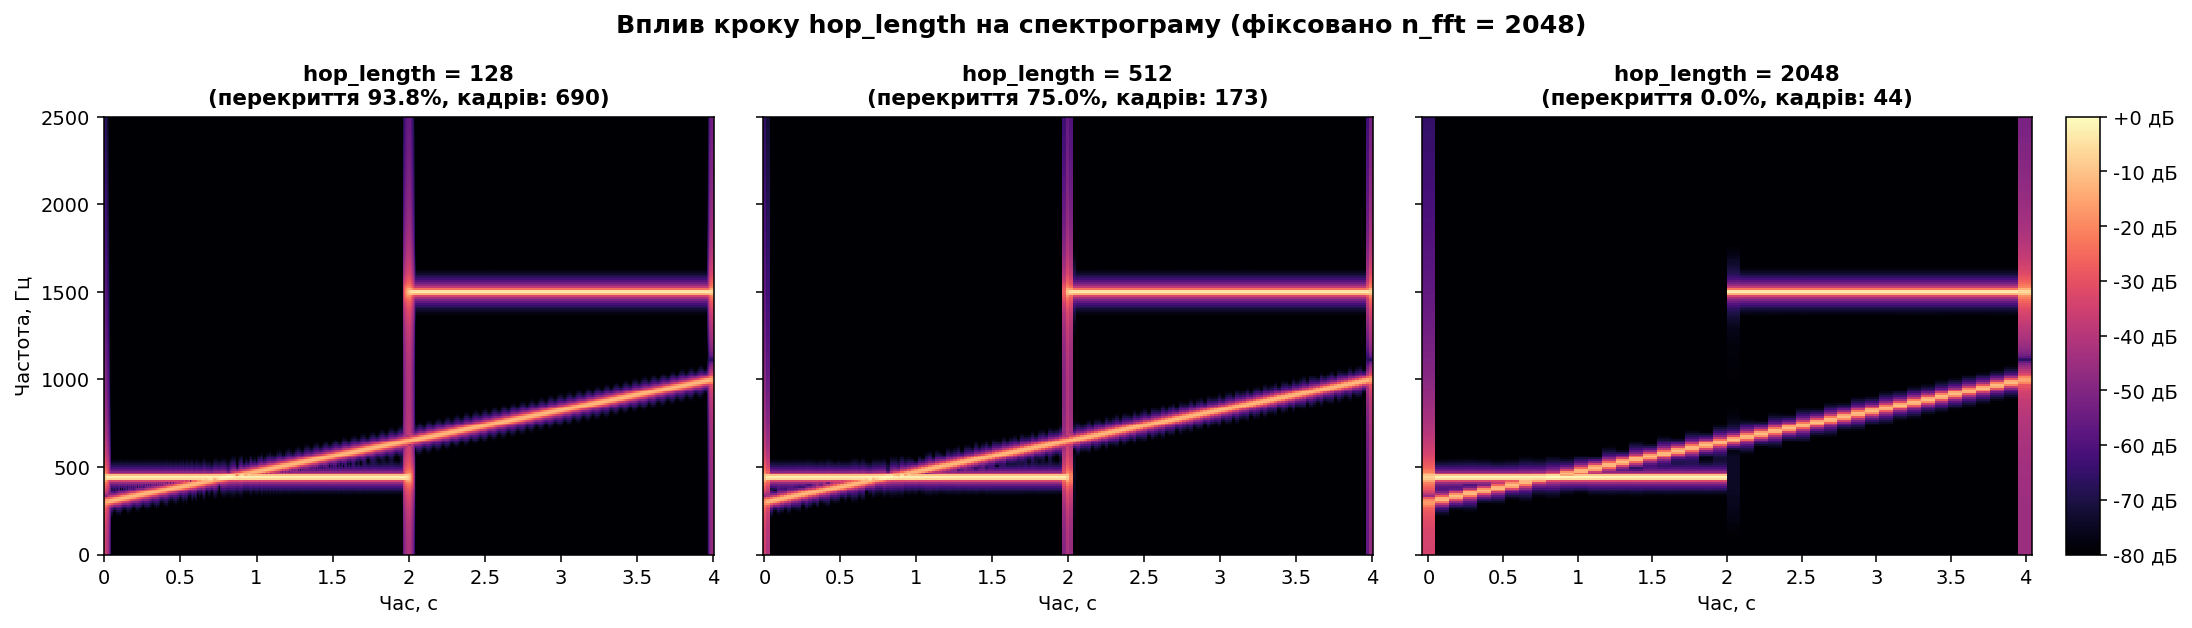 Вплив кроку hop_length на спектрограму (фіксовано n_fft = 2048)
hop_length = 128
(перекриття 93.8%, кадрів: 690)
hop_length = 512
(перекриття 75.0%, кадрів: 173)
hop_length = 2048
(перекриття 0.0%, кадрів: 44)
Частота, Гц
2500
2000
1500
1000
500
0
0 0.5 1 1.5 2 2.5 3 3.5 4
Час, с
0 0.5 1 1.5 2 2.5 3 3.5 4
Час, с
0 0.5 1 1.5 2 2.5 3 3.5 4
Час, с
+0 дБ
-10 дБ
-20 дБ
-30 дБ
-40 дБ
-50 дБ
-60 дБ
-70 дБ
-80 дБ